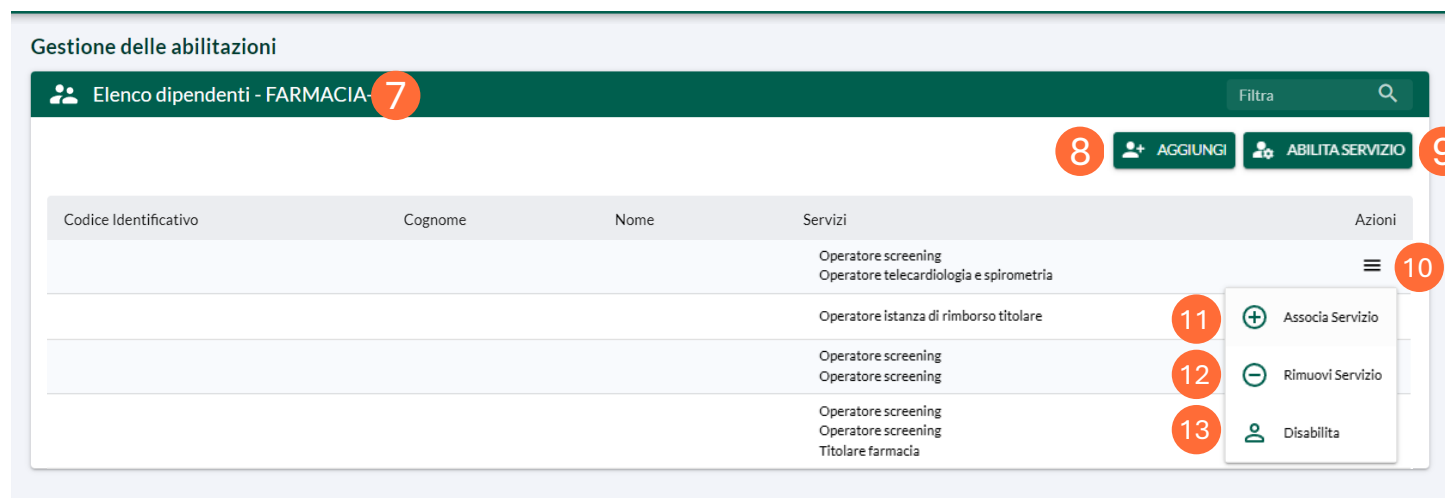 Gestione delle abilitazioni
Elenco dipendenti - FARMACIA- 7 Filtra
8 AGGIUNGI ABILITA SERVIZIO 9
Codice Identificativo Cognome Nome Servizi Azioni
Operatore screening
Operatore telecardiologia e spirometria
10
Operatore istanza di rimborso titolare
11 Associa Servizio
Operatore screening
Operatore screening
12 Rimuovi Servizio
Operatore screening
Operatore screening
Titolare farmacia
13 Disabilita